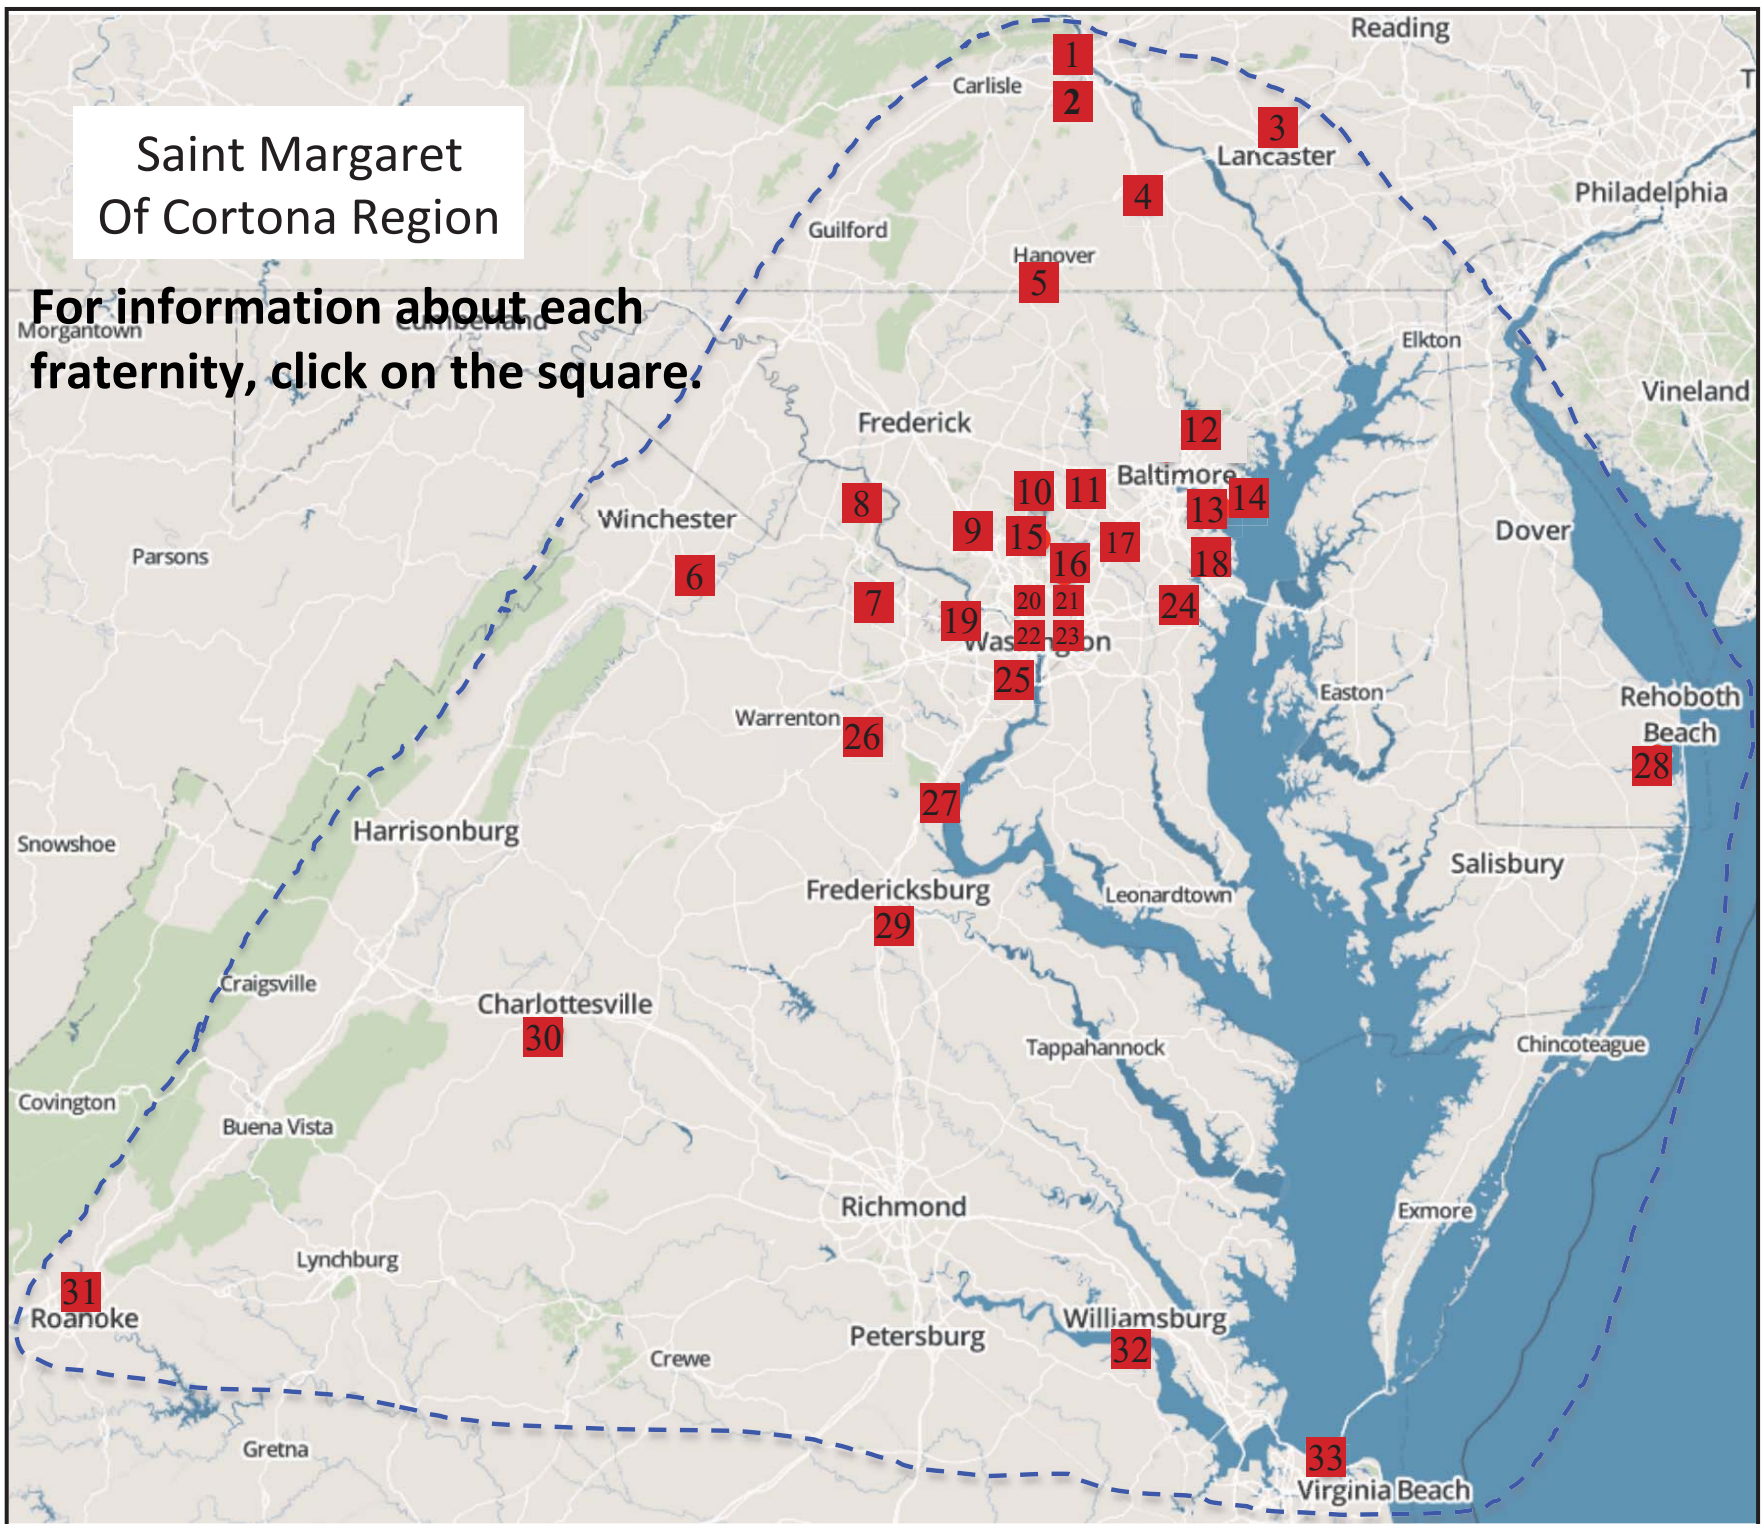 Reading
1
Carlisle
T
2
Saint Margaret
Of Cortona Region
3
Lancaster
Philadelphia
4
Guilford
Hanover
5
For information about each
Morgantown
Cumberland
fraternity, click on the square.
Elkton
Vineland
Frederick
12
Baltimore
8
10
11
14
13
Winchester
9
15
17
Dover
Parsons
16
18
6
7
20
21
24
19
22
23
Washington
25
Easton
Rehoboth
Beach
Warrenton
26
28
27
Harrisonburg
Snowshoe
Salisbury
Fredericksburg
Leonardtown
29
Craigsville
Charlottesville
30
Tappahannock
Chincoteague
Covington
Buena Vista
Richmond
Exmore
Lynchburg
31
Roanoke
Williamsburg
Petersburg
32
Crewe
Gretna
33
Virginia Beach